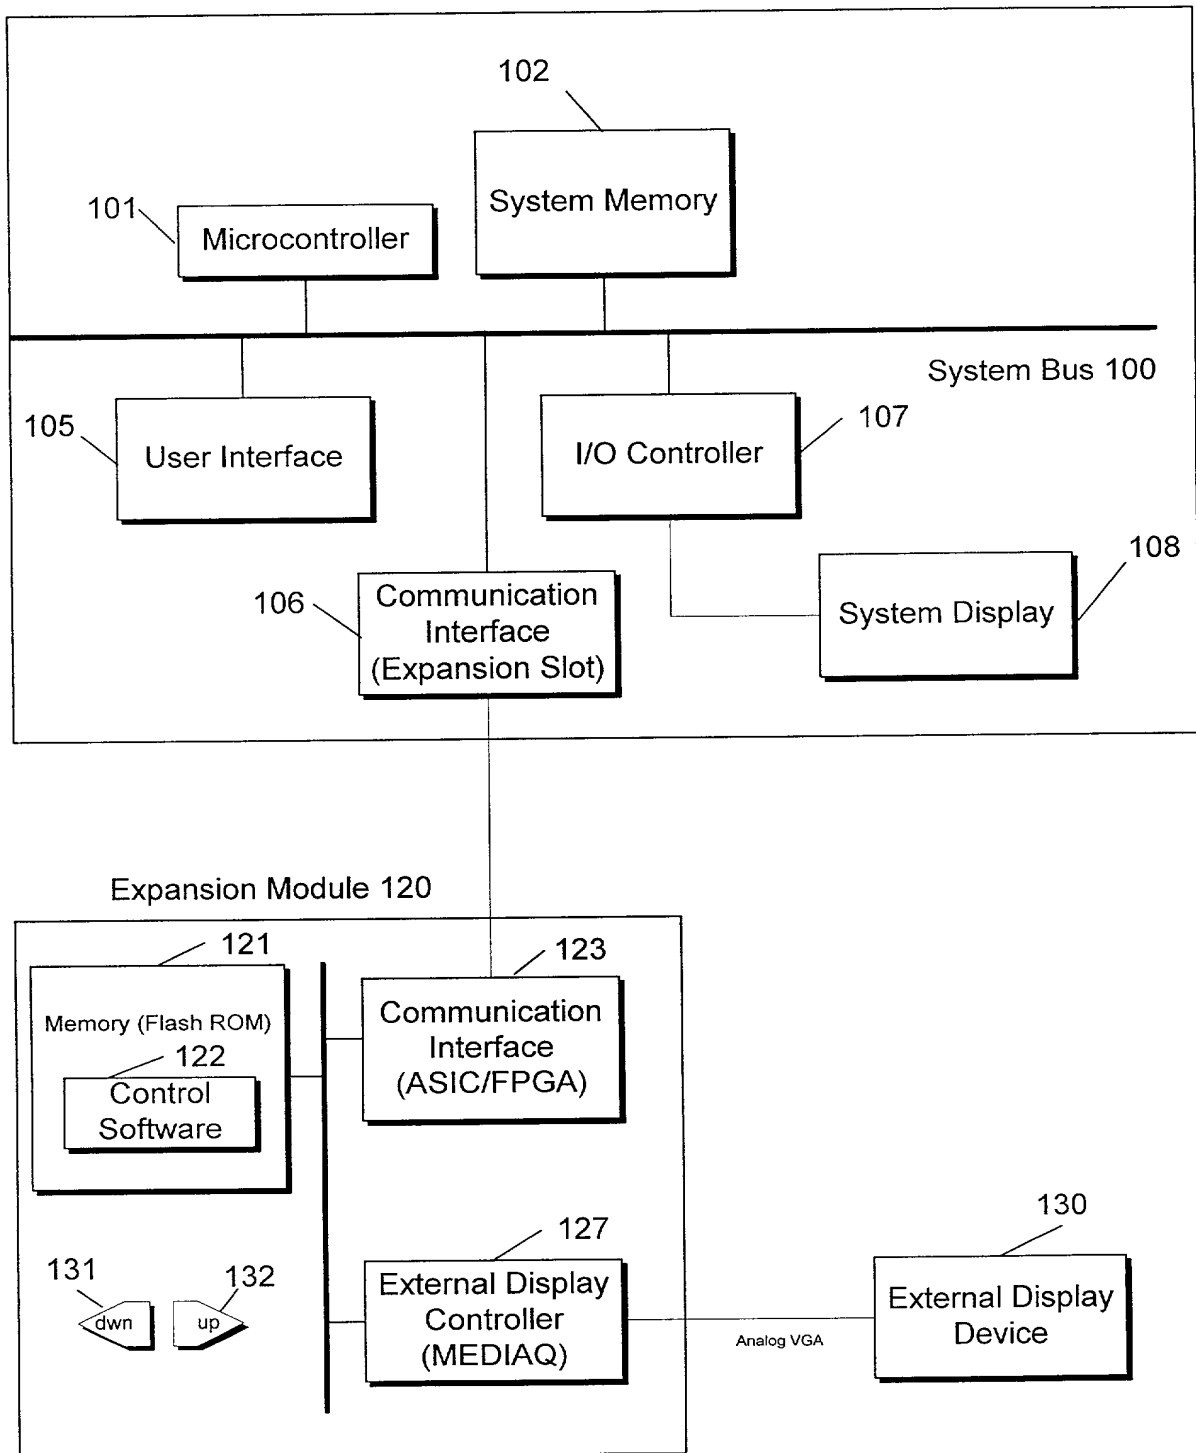 102
System Memory
101
Microcontroller
System Bus 100
105
User Interface
107
I/O Controller
106
Communication
Interface
(Expansion Slot)
108
System Display
Expansion Module 120
121
Memory (Flash ROM)
122
Control
Software
123
Communication
Interface
(ASIC/FPGA)
131
dwn
132
up
127
External Display
Controller
(MEDIAQ)
Analog VGA
130
External Display
Device